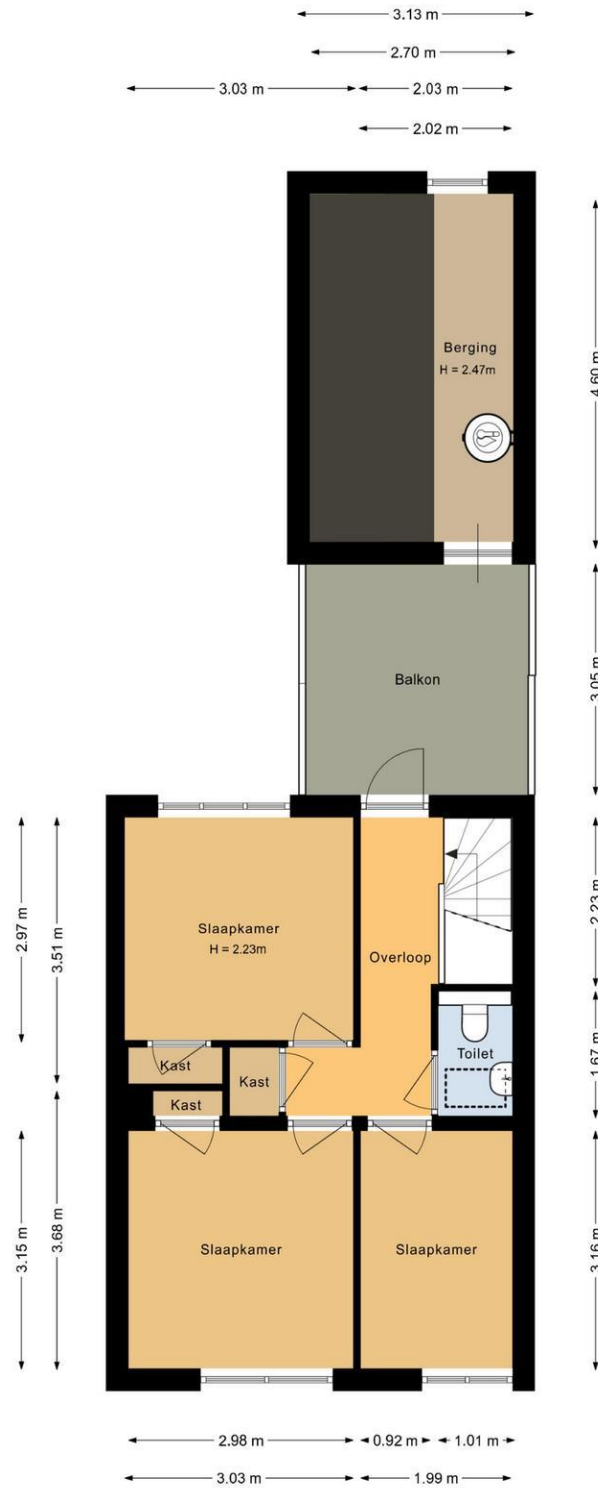 3.13 m
2.70 m
3.03 m
2.03 m
2.02 m
4.60 m
Berging
H = 2.47m
3.05 m
Balkon
2.97 m
3.51 m
Slaapkamer
H = 2.23m
Overloop
2.23 m
Toilet
1.67 m
Kast
Kast
Kast
3.15 m
3.68 m
Slaapkamer
Slaapkamer
3.16 m
2.98 m
0.92 m
1.01 m
3.03 m
1.99 m